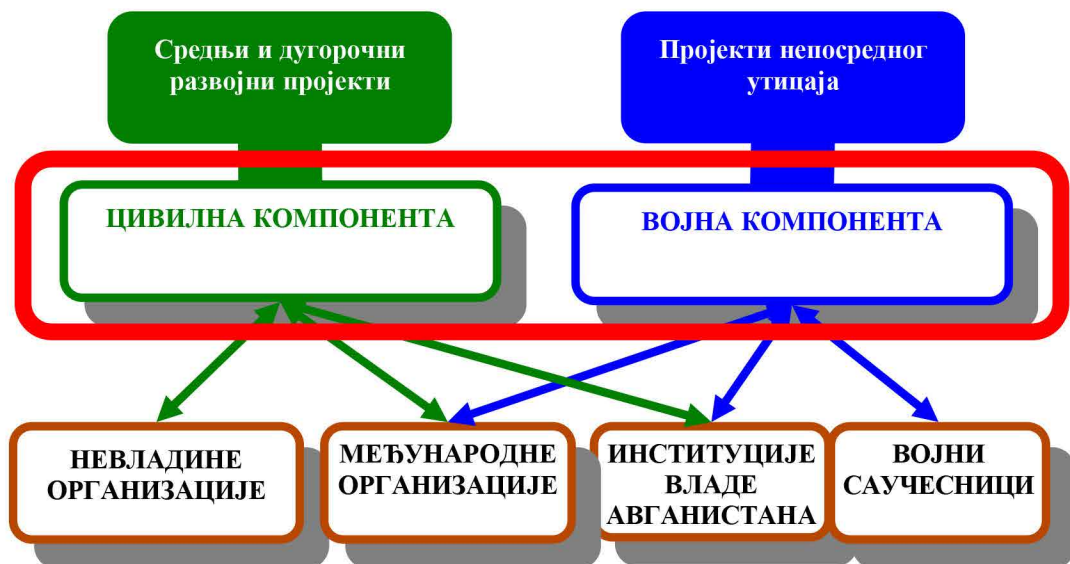 Средњи и дугорочни
развојни пројекти
Пројекти непосредног
утицаја
ЦИВИЛНА КОМПОНЕНТА
ВОЈНА КОМПОНЕНТА
НЕВЛАДИНЕ
ОРГАНИЗАЦИЈЕ
МЕЂУНАРОДНЕ
ОРГАНИЗАЦИЈЕ
ИНСТИТУЦИЈЕ
ВЛАДЕ
АВГАНИСТАНА
ВОЈНИ
САУЧЕСНИЦИ